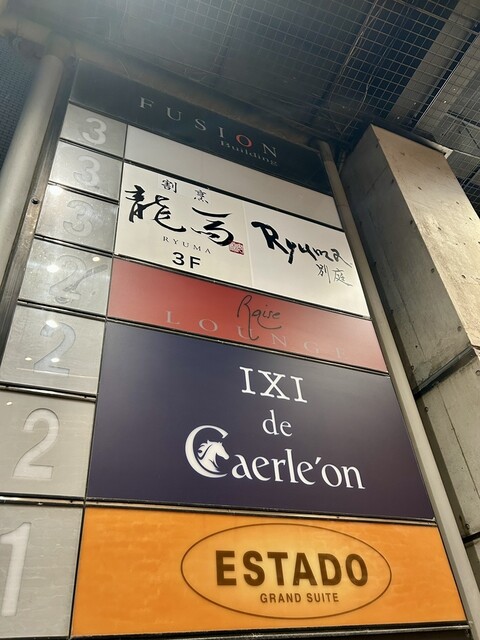 FUSION
Building
3
3
割烹
龍馬
RYUMA
3F
3
Ryuma
別庭
2
Raise
LOUNGE
2
IXI
de
Caerle'on
2
1
ESTADO
GRAND SUITE